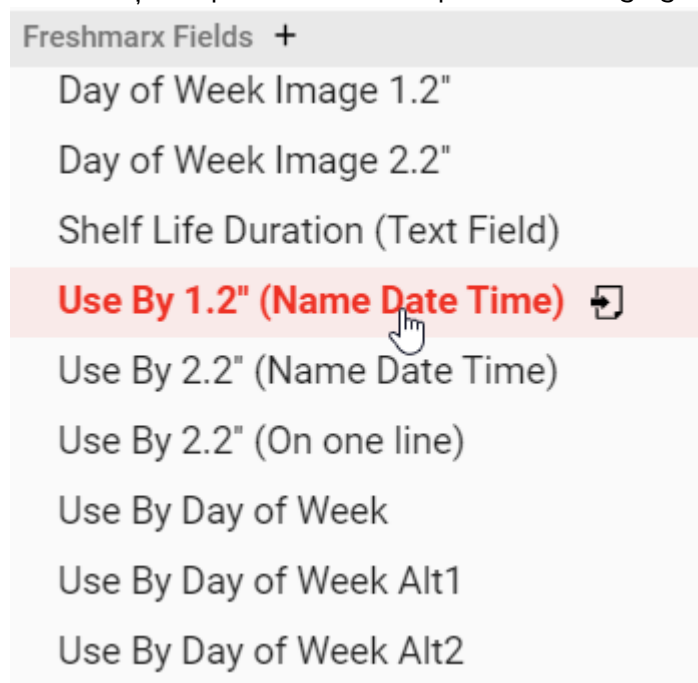 Freshmarx Fields +
Day of Week Image 1.2"
Day of Week Image 2.2"
Shelf Life Duration (Text Field)
Use By 1.2" (Name Date Time)
Use By 2.2" (Name Date Time)
Use By 2.2" (On one line)
Use By Day of Week
Use By Day of Week Alt1
Use By Day of Week Alt2